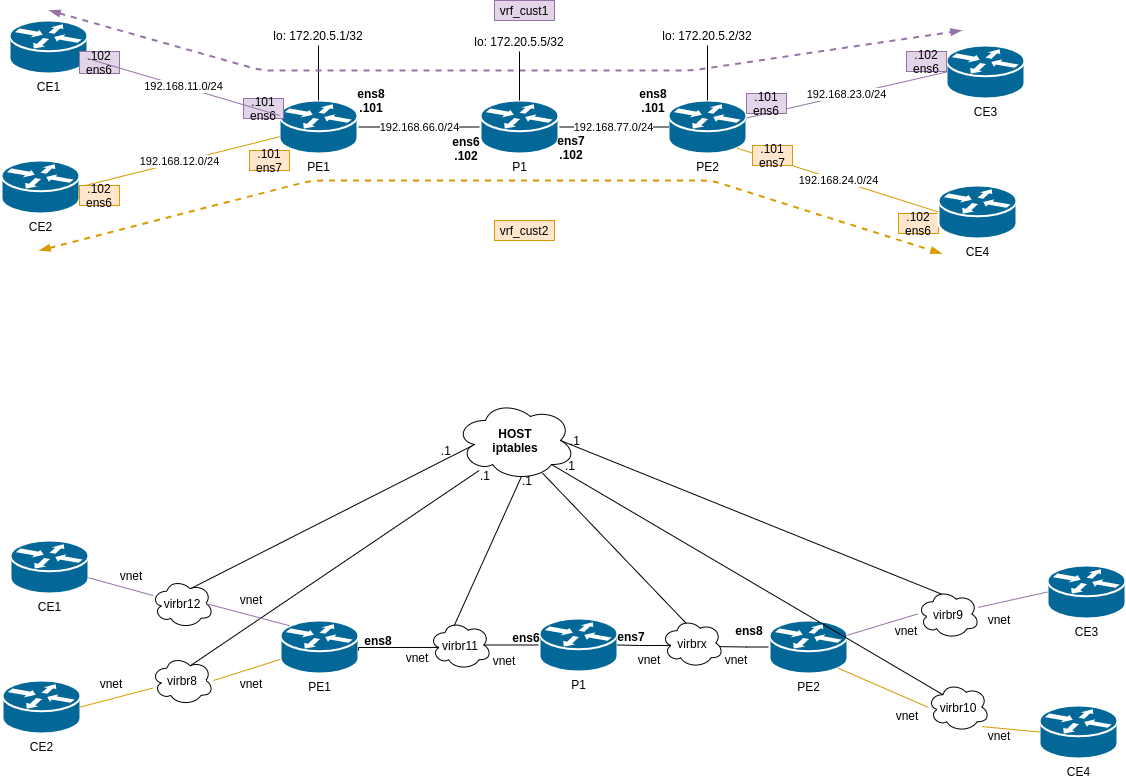 vrf_cust1
lo: 172.20.5.1/32
lo: 172.20.5.5/32
lo: 172.20.5.2/32
.102
ens6
CE1
192.168.11.0/24
.101
ens6
ens8
.101
192.168.66.0/24
ens6
.102
192.168.77.0/24
ens7
.102
ens8
.101
.101
ens6
192.168.23.0/24
.102
ens6
CE3
192.168.12.0/24
.101
ens7
PE1
P1
PE2
.101
ens7
192.168.24.0/24
.102
ens6
CE2
vrf_cust2
.102
ens6
CE4
HOST
iptables
.1
.1
.1
.1
.1
CE1
vnet
virbr12
vnet
ens8
vnet
virbr11
vnet
ens6
ens7
vnet
virbrx
vnet
ens8
vnet
virbr9
vnet
CE3
vnet
virbr8
vnet
PE1
P1
PE2
vnet
virbr10
vnet
CE2
CE4